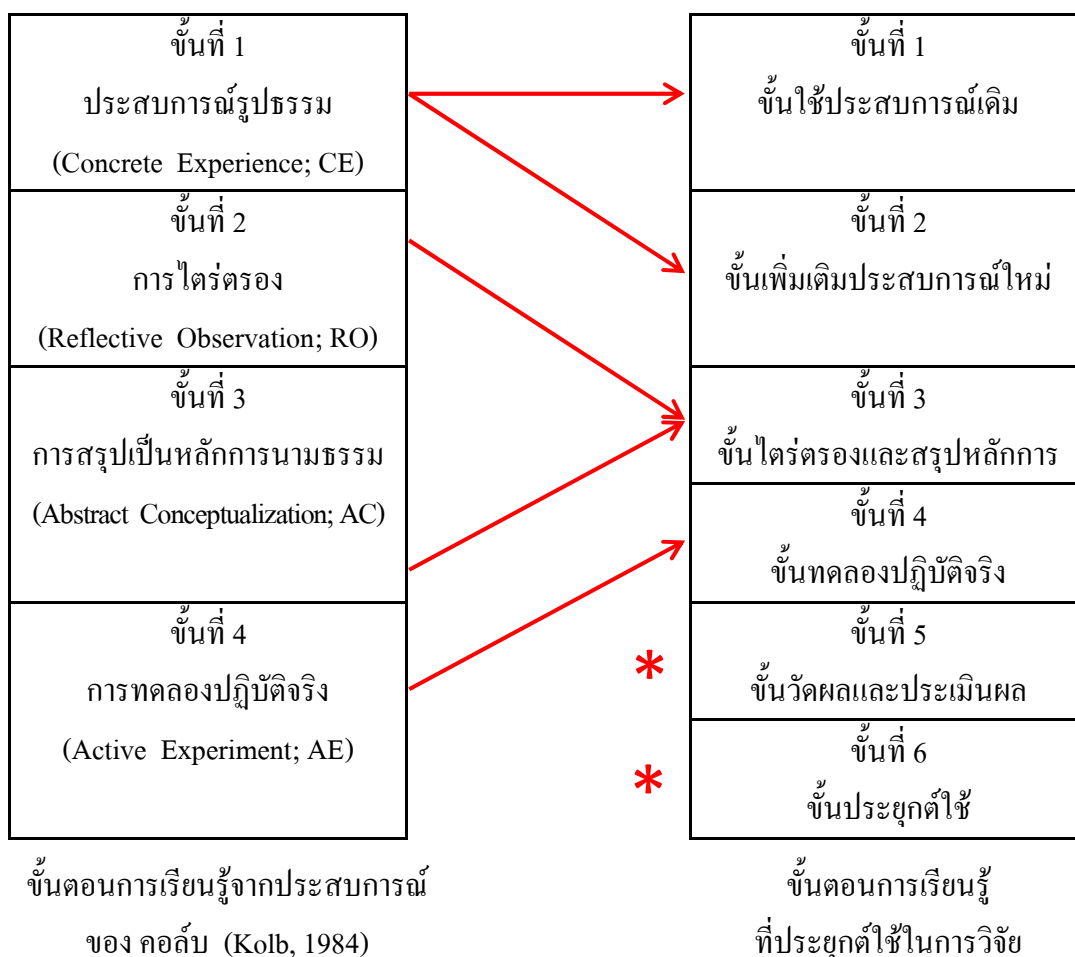 ขั้นที่ 1
ประสบการณ์รูปธรรม
(Concrete Experience; CE)
ขั้นที่ 2
การไตร่ตรอง
(Reflective Observation; RO)
ขั้นที่ 3
การสรุปเป็นหลักการนามธรรม
(Abstract Conceptualization; AC)
ขั้นที่ 4
การทดลองปฏิบัติจริง
(Active Experiment; AE)
ขั้นตอนการเรียนรู้จากประสบการณ์
ของ คอล์บ (Kolb, 1984)
ขั้นที่ 1
ขั้นใช้ประสบการณ์เดิม
ขั้นที่ 2
ขั้นเพิ่มเติมประสบการณ์ใหม่
ขั้นที่ 3
ขั้นไตร่ตรองและสรุปหลักการ
ขั้นที่ 4
ขั้นทดลองปฏิบัติจริง
*
ขั้นที่ 5
ขั้นวัดผลและประเมินผล
*
ขั้นที่ 6
ขั้นประยุกต์ใช้
ขั้นตอนการเรียนรู้
ที่ประยุกต์ใช้ในการวิจัย